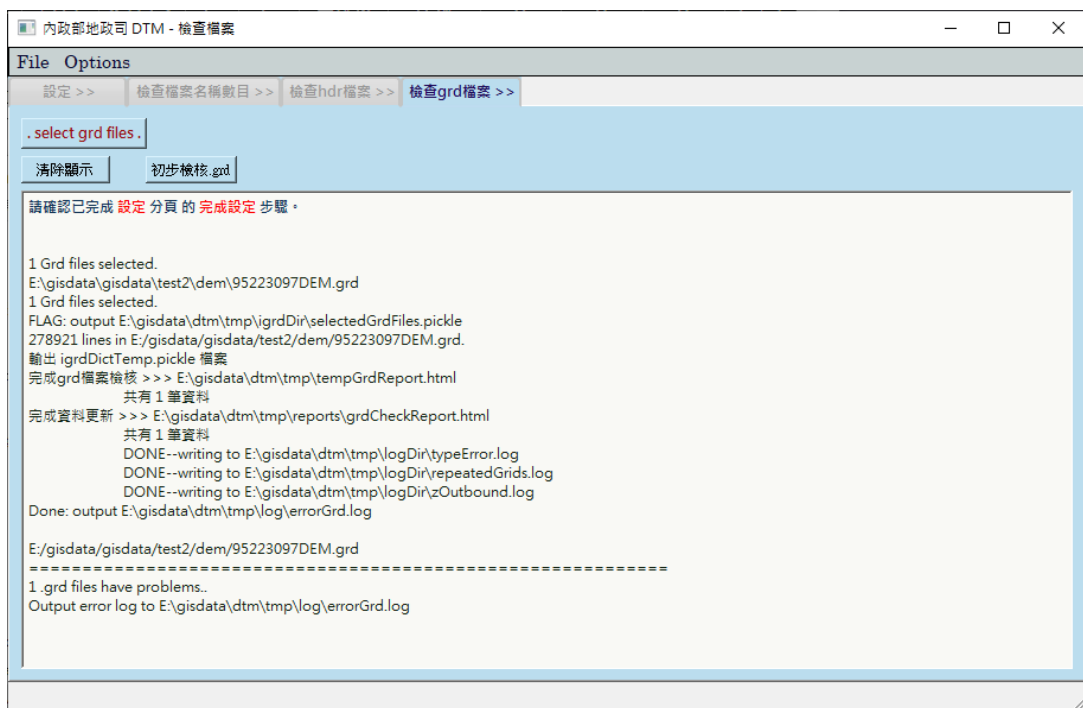 內政部地政司 DTM - 檢查檔案
File Options
設定 >> 檢查檔案名稱數目 >> 檢查hdr檔案 >> 檢查grd檔案 >>
. select grd files .
清除顯示 初步檢核.grd
請確認已完成 設定 分頁 的 完成設定 步驟。
1 Grd files selected.
E:\gisdata\gisdata\test2\dem\95223097DEM.grd
1 Grd files selected.
FLAG: output E:\gisdata\dtm\tmp\igrdDir\selectedGrdFiles.pickle
278921 lines in E:/gisdata/gisdata/test2/dem/95223097DEM.grd.
輸出 igrdDictTemp.pickle 檔案
完成grd檔案檢核 >>> E:\gisdata\dtm\tmp\tempGrdReport.html
共有 1 筆資料
完成資料更新 >>> E:\gisdata\dtm\tmp\reports\grdCheckReport.html
共有 1 筆資料
DONE--writing to E:\gisdata\dtm\tmp\logDir\typeError.log
DONE--writing to E:\gisdata\dtm\tmp\logDir\repeatedGrids.log
DONE--writing to E:\gisdata\dtm\tmp\logDir\zOutbound.log
Done: output E:\gisdata\dtm\tmp\log\errorGrd.log
E:/gisdata/gisdata/test2/dem/95223097DEM.grd
=============================================================
1 .grd files have problems..
Output error log to E:\gisdata\dtm\tmp\log\errorGrd.log